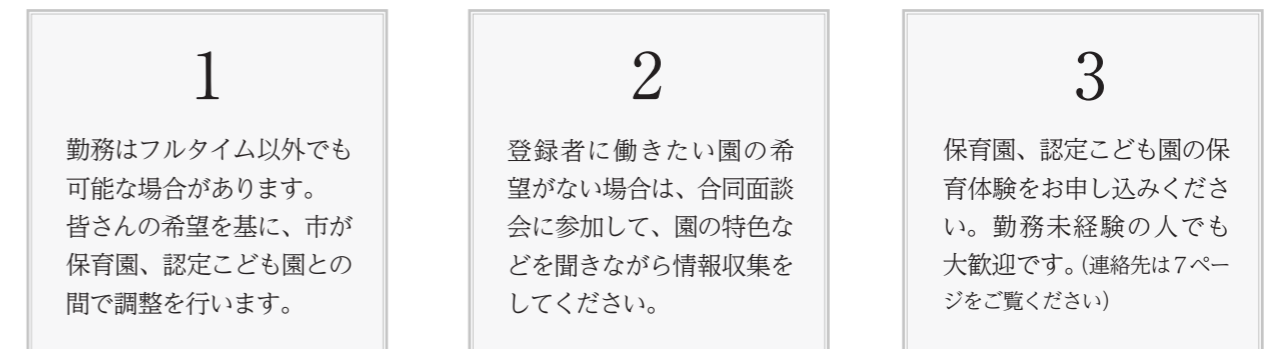 1
勤務はフルタイム以外でも
可能な場合があります。
皆さんの希望を基に、市が
保育園、認定こども園との
間で調整を行います。
2
登録者に働きたい園の希
望がない場合は、合同面談
会に参加して、園の特色な
どを聞きながら情報収集を
してください。
3
保育園、認定こども園の保
育体験をお申し込みくださ
い。勤務未経験の人でも
大歓迎です。(連絡先は７ペー
ジをご覧ください)